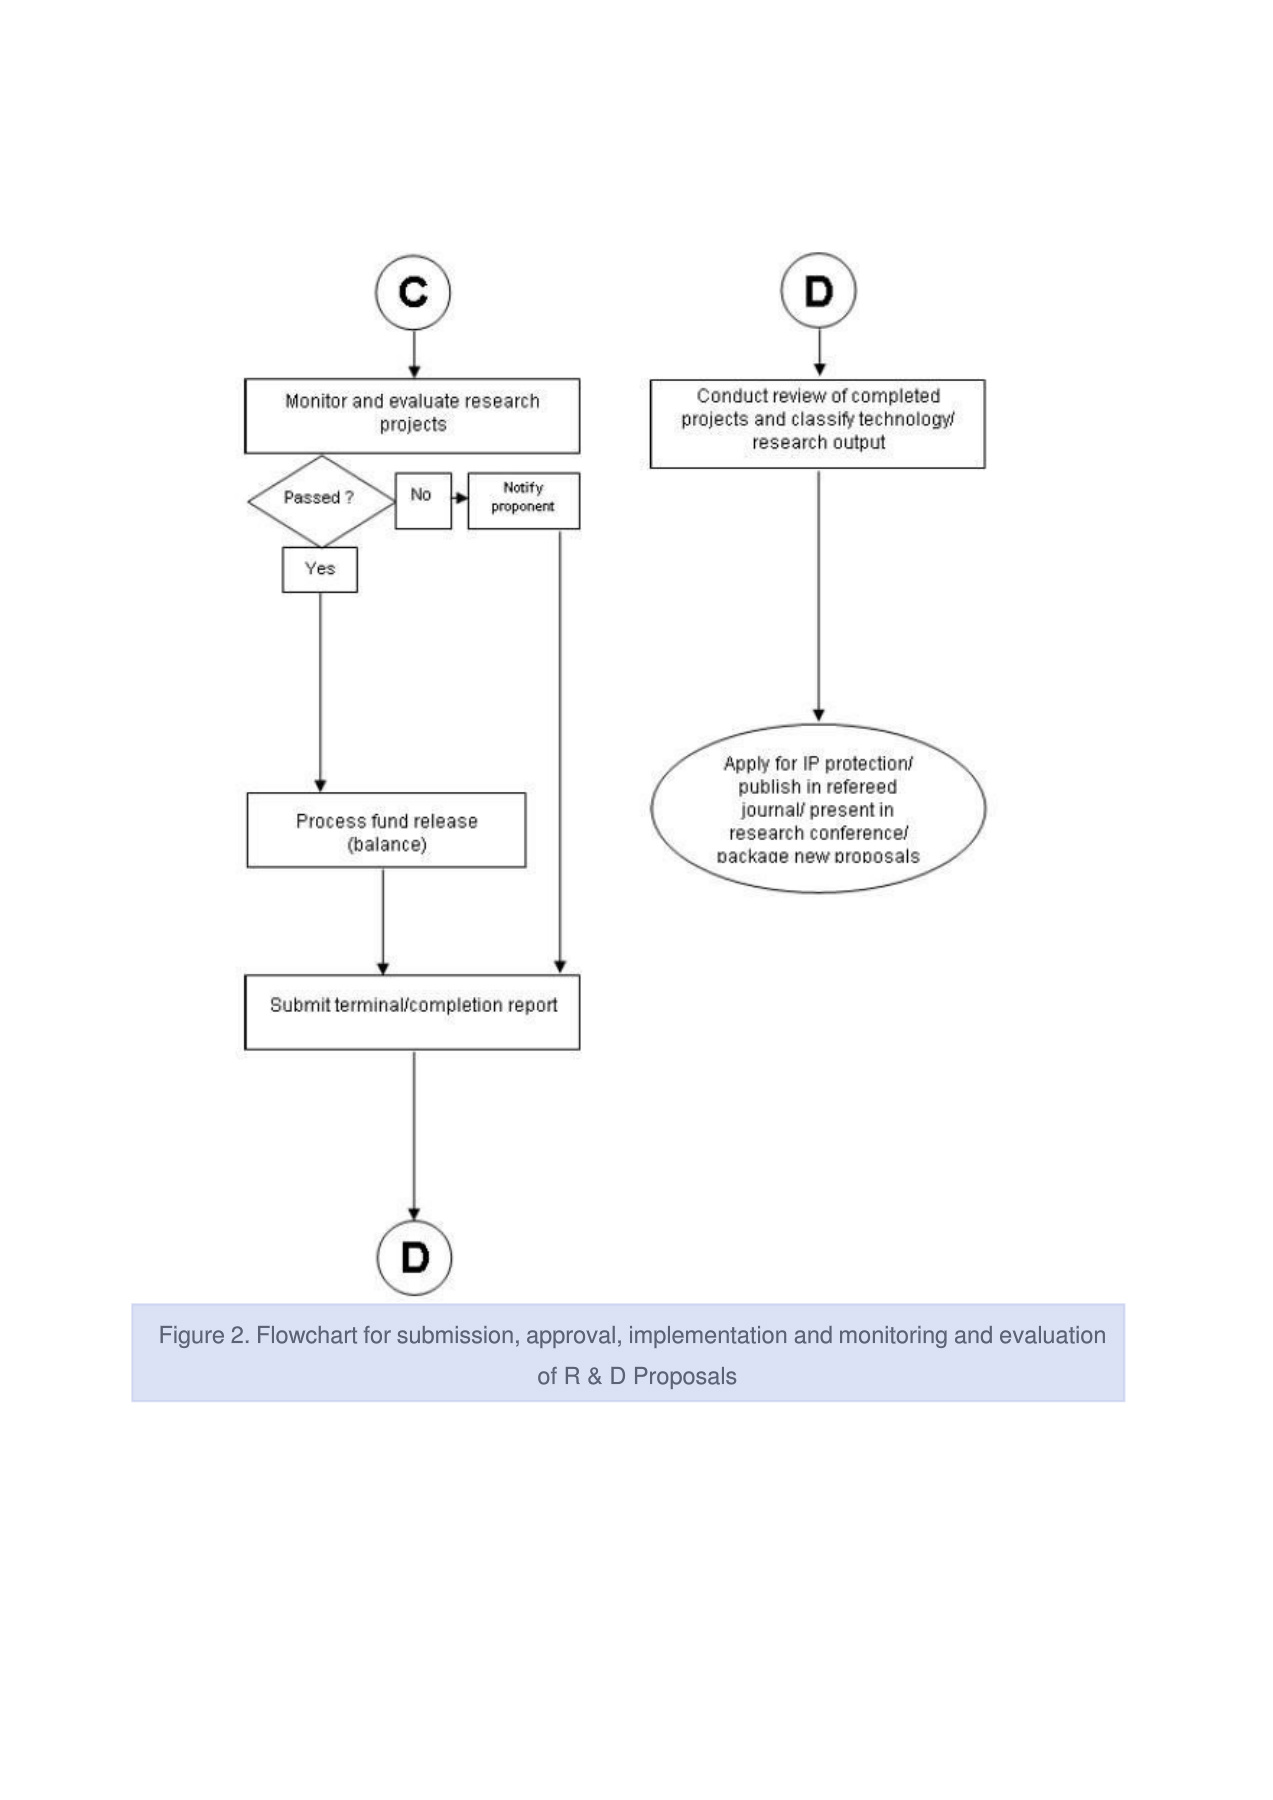 C
Monitor and evaluate research
projects
Passed ?
No
Notify
proponent
Yes
Process fund release
(balance)
Submit terminal/completion report
D
D
Conduct review of completed
projects and classify technology/
research output
Apply for IP protection/
publish in refereed
journal/ present in
research conference/
package new proposals
Figure 2. Flowchart for submission, approval, implementation and monitoring and evaluation
of R & D Proposals